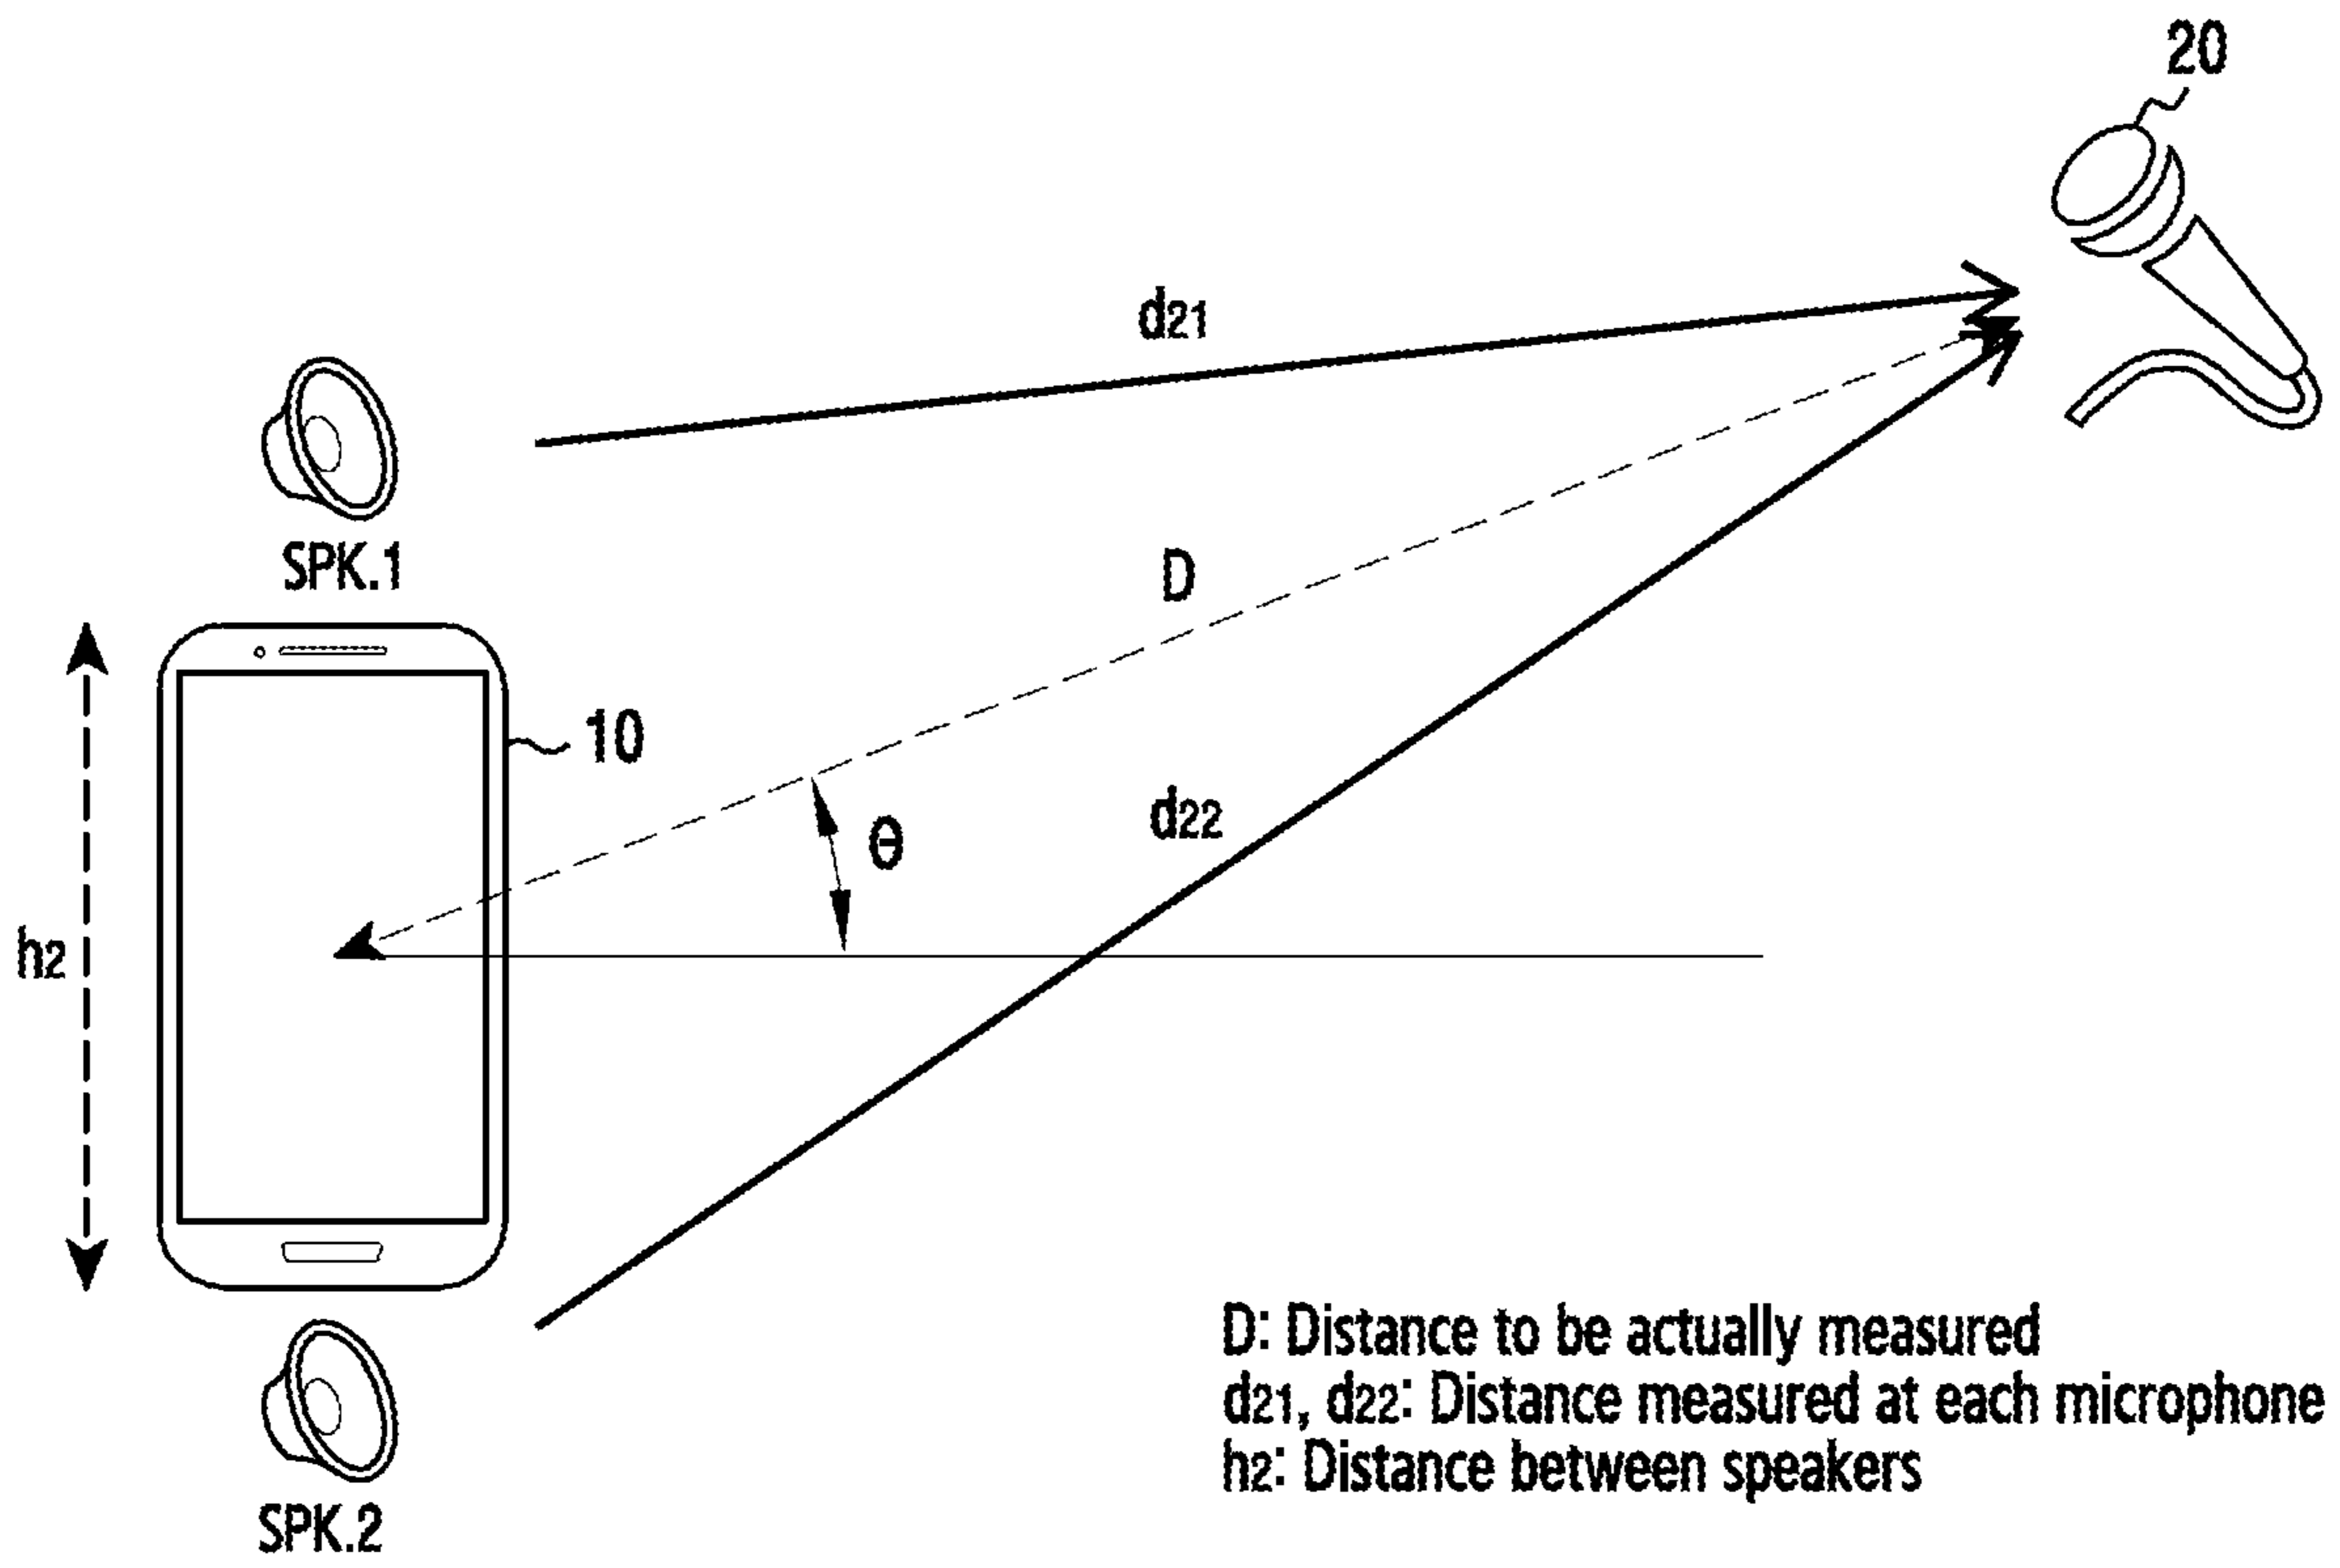 20
d21
SPK.1
D
10
d22
θ
h2
D: Distance to be actually measured
d21, d22: Distance measured at each microphone
h2: Distance between speakers
SPK.2